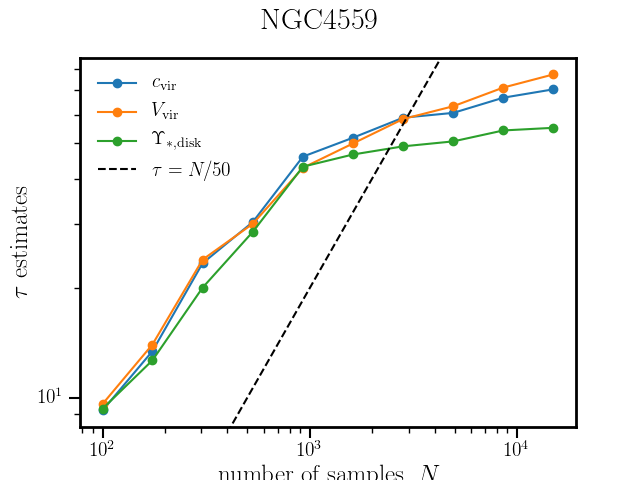 NGC4559
c_vir
V_vir
Υ_{*,disk}
τ = N/50
τ estimates
10^1
10^2 10^3 10^4
number of samples, N